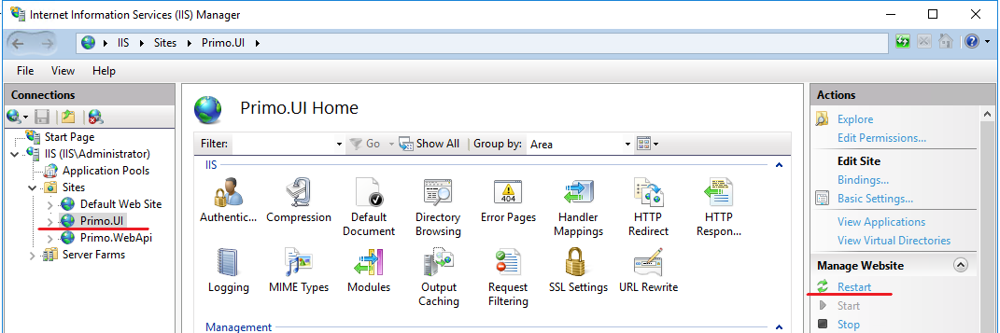 Internet Information Services (IIS) Manager
IIS Sites Primo.UI
File View Help
Connections
Start Page
IIS (IIS\Administrator)
Application Pools
Sites
Default Web Site
Primo.UI
Primo.WebApi
Server Farms
Primo.UI Home
Filter: Go Show All Group by: Area
IIS
Authentic... Compression Default Document Directory Browsing Error Pages Handler Mappings HTTP Redirect HTTP Respon...
404
Logging MIME Types Modules Output Caching Request Filtering SSL Settings URL Rewrite
Management
Actions
Explore
Edit Permissions...
Edit Site
Bindings...
Basic Settings...
View Applications
View Virtual Directories
Manage Website
Restart
Start
Stop